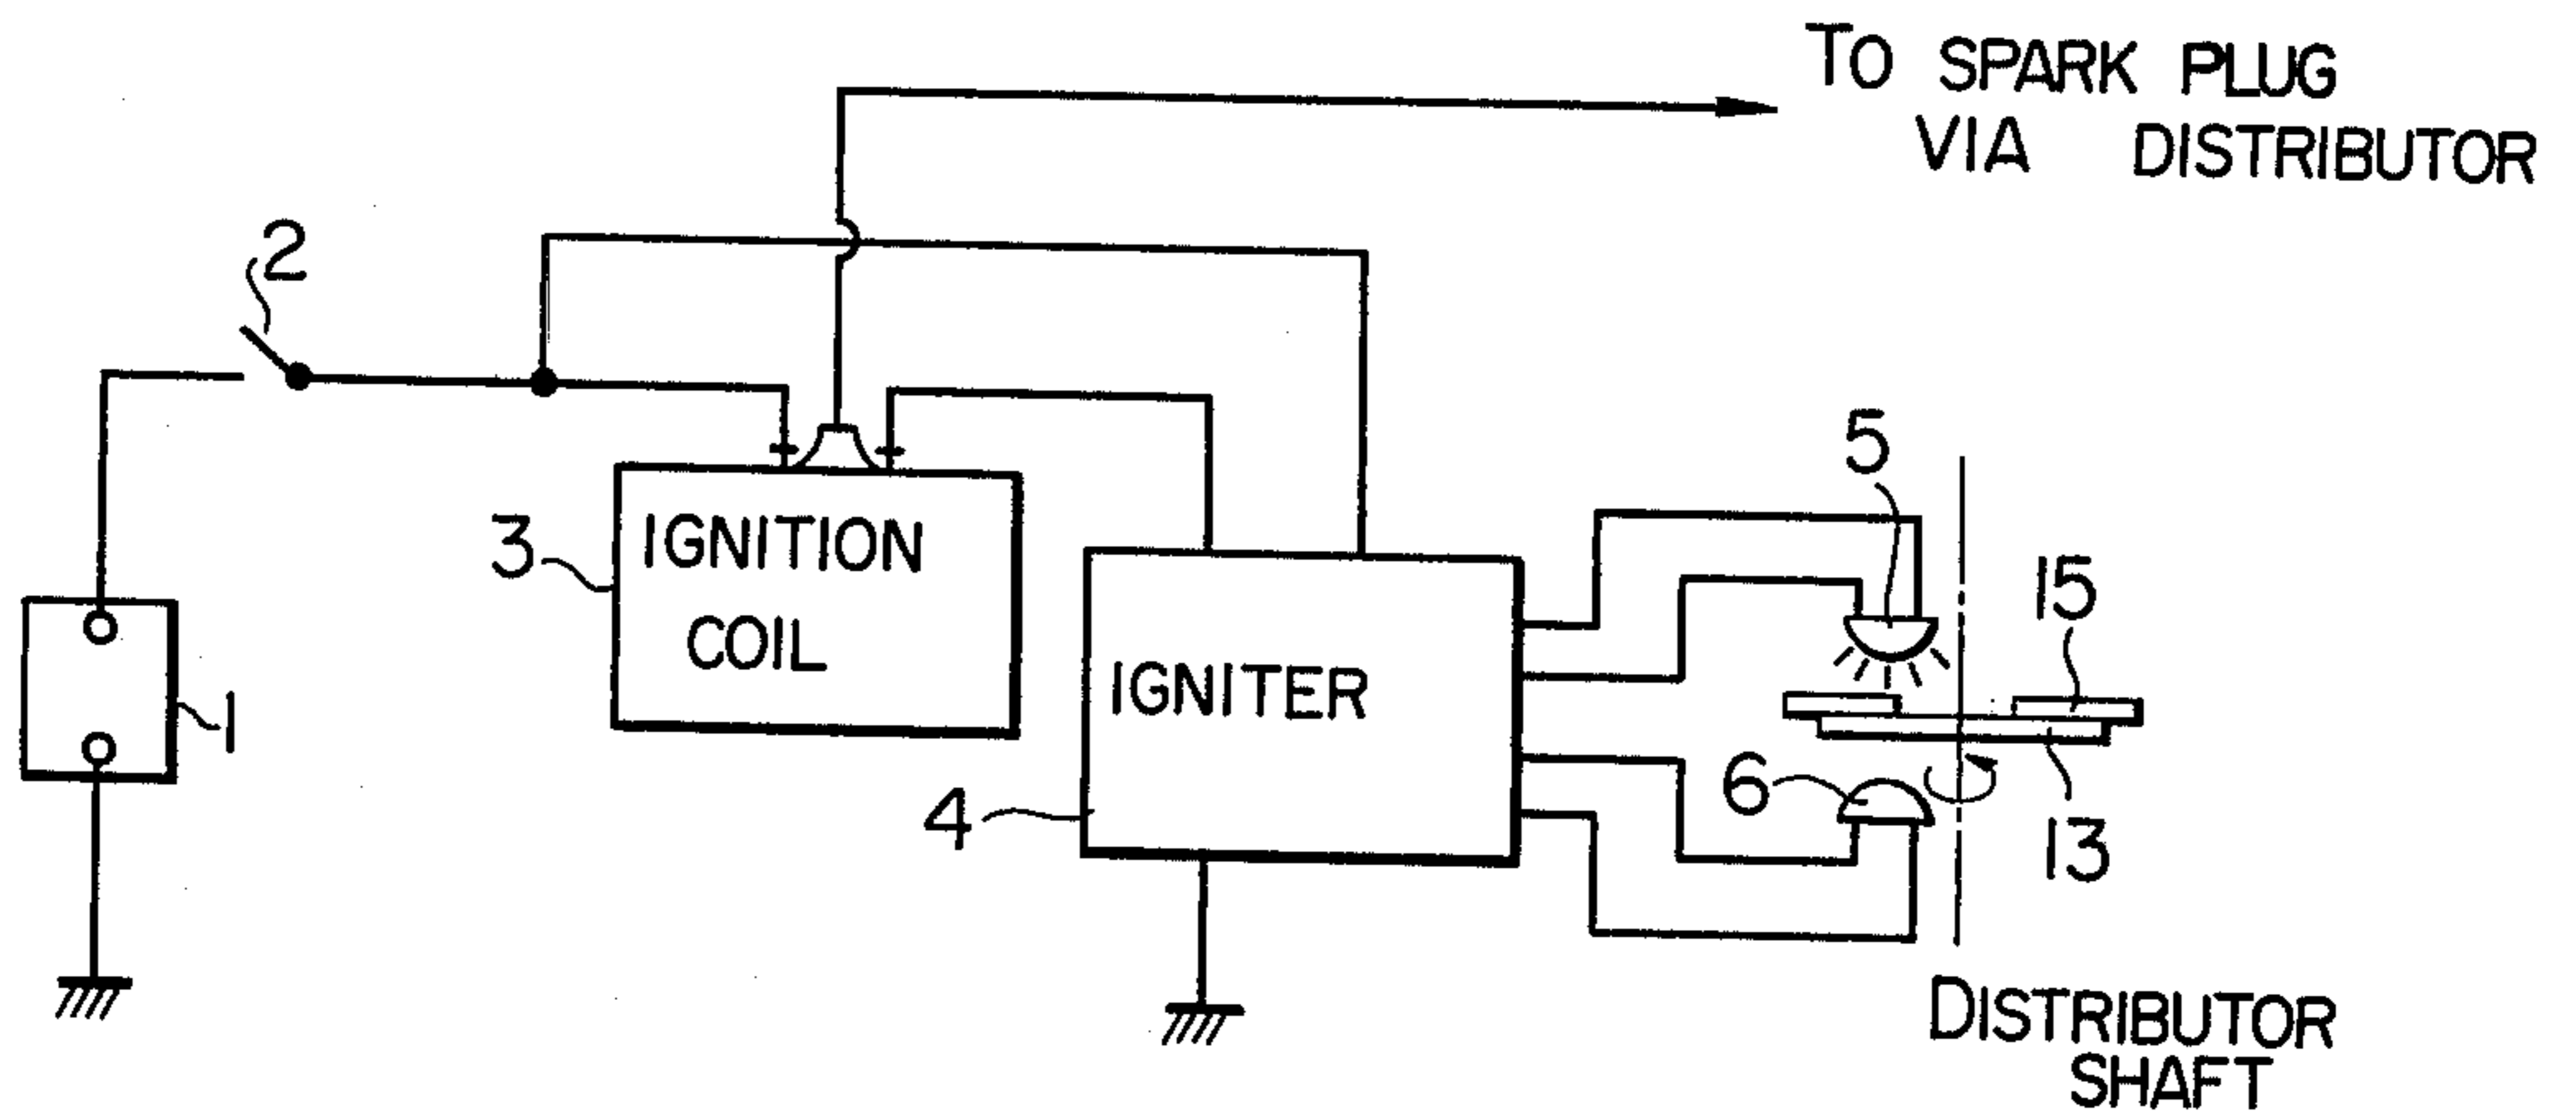 TO SPARK PLUG
VIA DISTRIBUTOR
2
5
3
IGNITION
COIL
15
1
IGNITER
6
4
13
DISTRIBUTOR
SHAFT